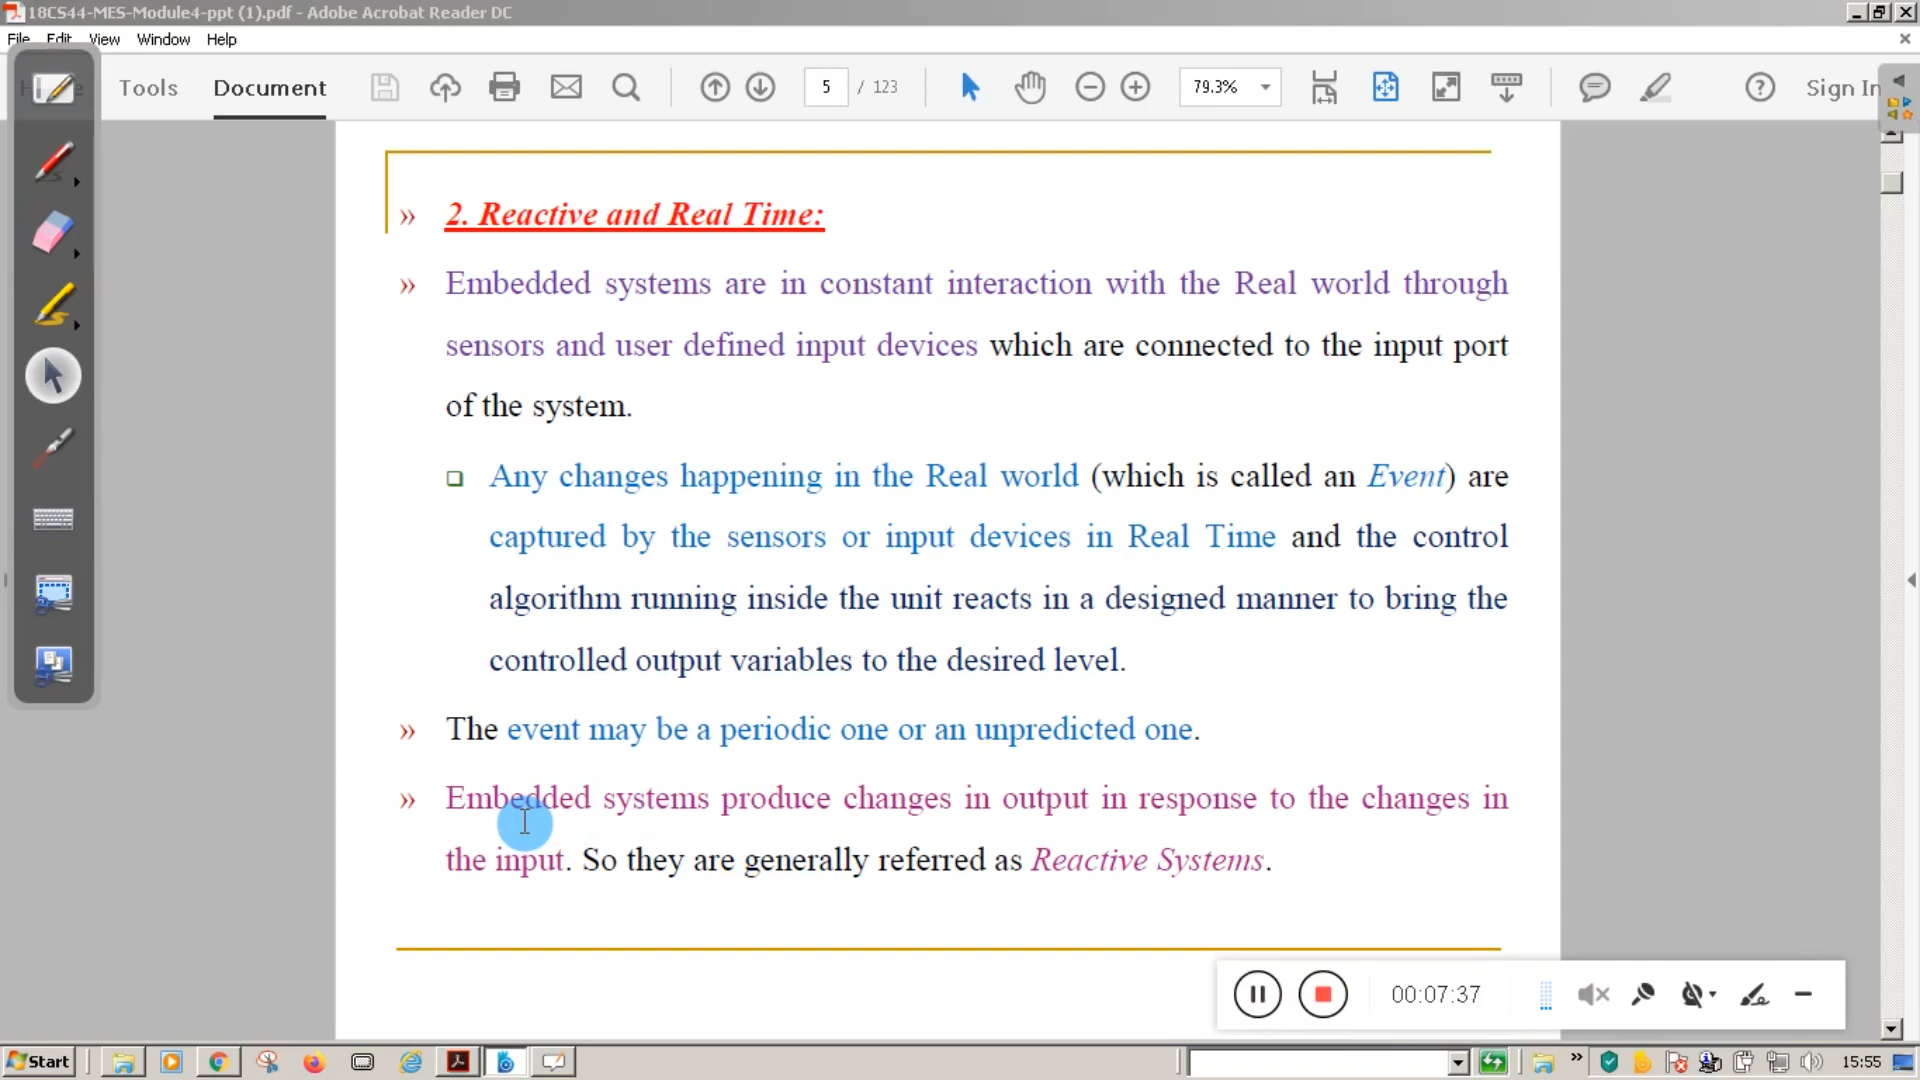 18CS44-MES-Module4-ppt (1).pdf - Adobe Acrobat Reader DC
File Edit View Window Help
Tools Document 5 / 123 79.3% Sign In
» 2. Reactive and Real Time:
» Embedded systems are in constant interaction with the Real world through
sensors and user defined input devices which are connected to the input port
of the system.
Any changes happening in the Real world (which is called an Event) are
captured by the sensors or input devices in Real Time and the control
algorithm running inside the unit reacts in a designed manner to bring the
controlled output variables to the desired level.
» The event may be a periodic one or an unpredicted one.
» Embedded systems produce changes in output in response to the changes in
the input. So they are generally referred as Reactive Systems.
00:07:37
Start 15:55